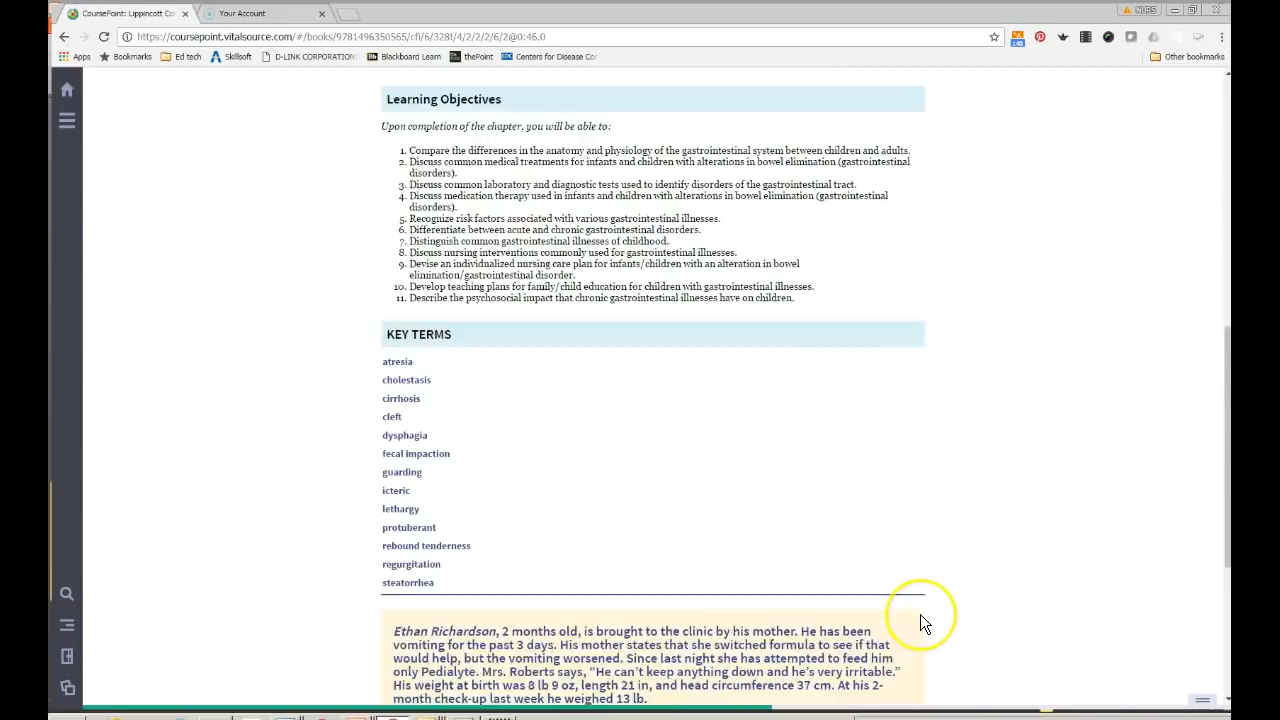 CoursePoint: Lippincott Co
Your Account
NURS
https://coursepoint.vitalsource.com/#/books/9781496350565/cfi/6/328!/4/2/2/2/6/2@0:46.0
Apps
Bookmarks
Ed tech
Skillsoft
D-LINK CORPORATION
Blackboard Learn
thePoint
Centers for Disease Cor
Other bookmarks
Learning Objectives
Upon completion of the chapter, you will be able to:
1. Compare the differences in the anatomy and physiology of the gastrointestinal system between children and adults.
2. Discuss common medical treatments for infants and children with alterations in bowel elimination (gastrointestinal
disorders).
3. Discuss common laboratory and diagnostic tests used to identify disorders of the gastrointestinal tract.
4. Discuss medication therapy used in infants and children with alterations in bowel elimination (gastrointestinal
disorders).
5. Recognize risk factors associated with various gastrointestinal illnesses.
6. Differentiate between acute and chronic gastrointestinal disorders.
7. Distinguish common gastrointestinal illnesses of childhood.
8. Discuss nursing interventions commonly used for gastrointestinal illnesses.
9. Devise an individualized nursing care plan for infants/children with an alteration in bowel
elimination/gastrointestinal disorder.
10. Develop teaching plans for family/child education for children with gastrointestinal illnesses.
11. Describe the psychosocial impact that chronic gastrointestinal illnesses have on children.
KEY TERMS
atresia
cholestasis
cirrhosis
cleft
dysphagia
fecal impaction
guarding
icteric
lethargy
protuberant
rebound tenderness
regurgitation
steatorrhea
Ethan Richardson, 2 months old, is brought to the clinic by his mother. He has been
vomiting for the past 3 days. His mother states that she switched formula to see if that
would help, but the vomiting worsened. Since last night she has attempted to feed him
only Pedialyte. Mrs. Roberts says, “He can’t keep anything down and he’s very irritable.”
His weight at birth was 8 lb 9 oz, length 21 in, and head circumference 37 cm. At his 2-
month check-up last week he weighed 13 lb.